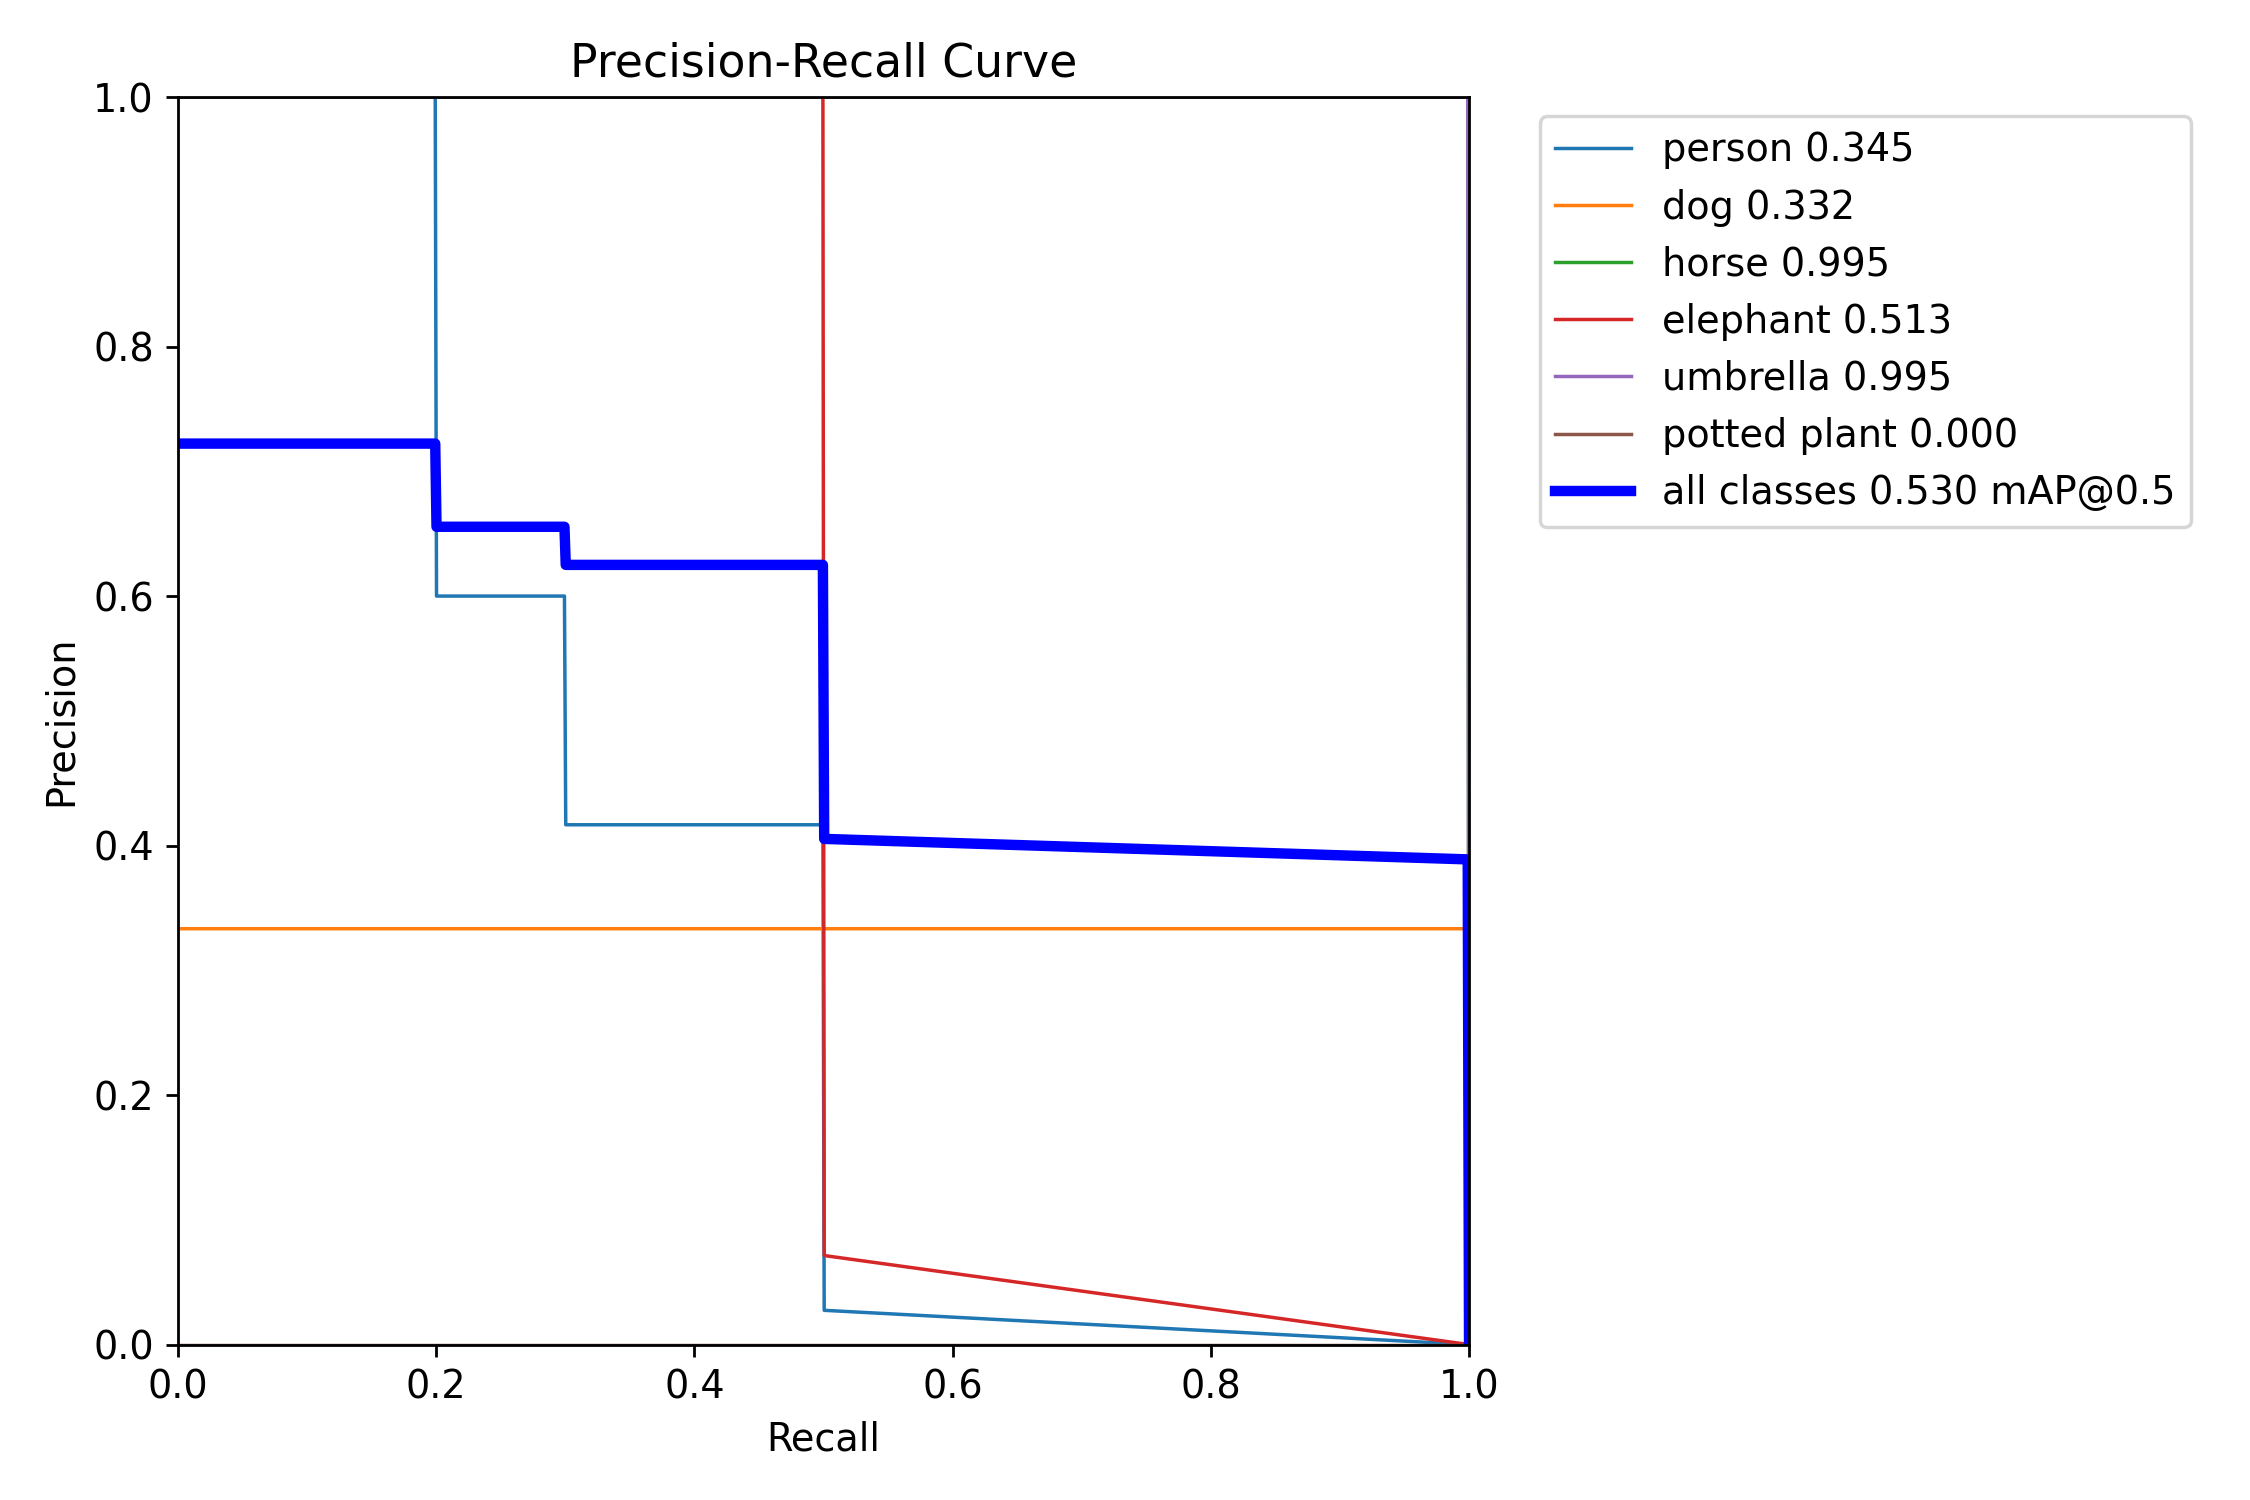 Precision-Recall Curve
1.0
0.8
0.6
0.4
0.2
0.0
Precision
0.0 0.2 0.4 0.6 0.8 1.0
Recall
person 0.345
dog 0.332
horse 0.995
elephant 0.513
umbrella 0.995
potted plant 0.000
all classes 0.530 mAP@0.5